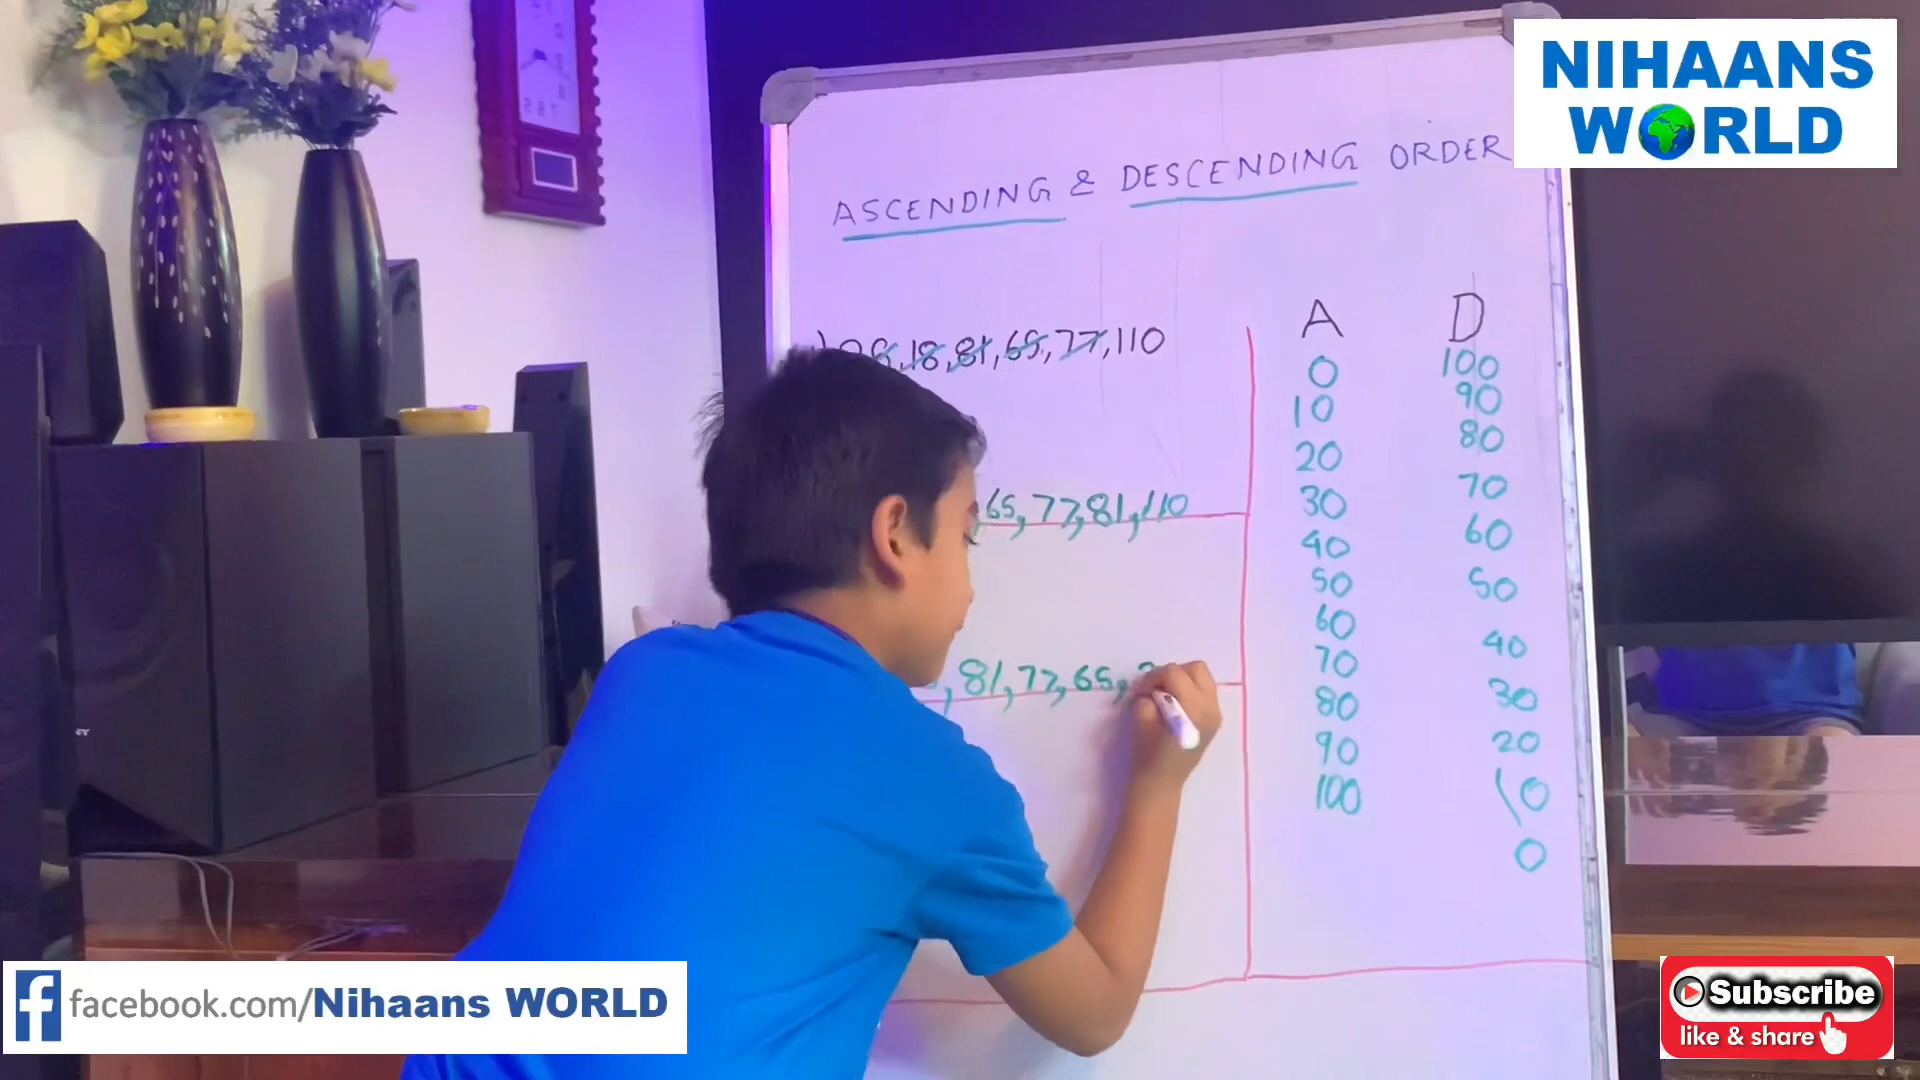 NIHAANS
WORLD
ASCENDING & DESCENDING ORDER
18, 81, 65, 77, 110
65, 77, 81, 110
, 81, 77, 65,
A D
0 100
10 90
20 80
30 70
40 60
50 50
60 40
70 30
80 20
90 10
100 0
facebook.com/Nihaans WORLD
Subscribe
like & share